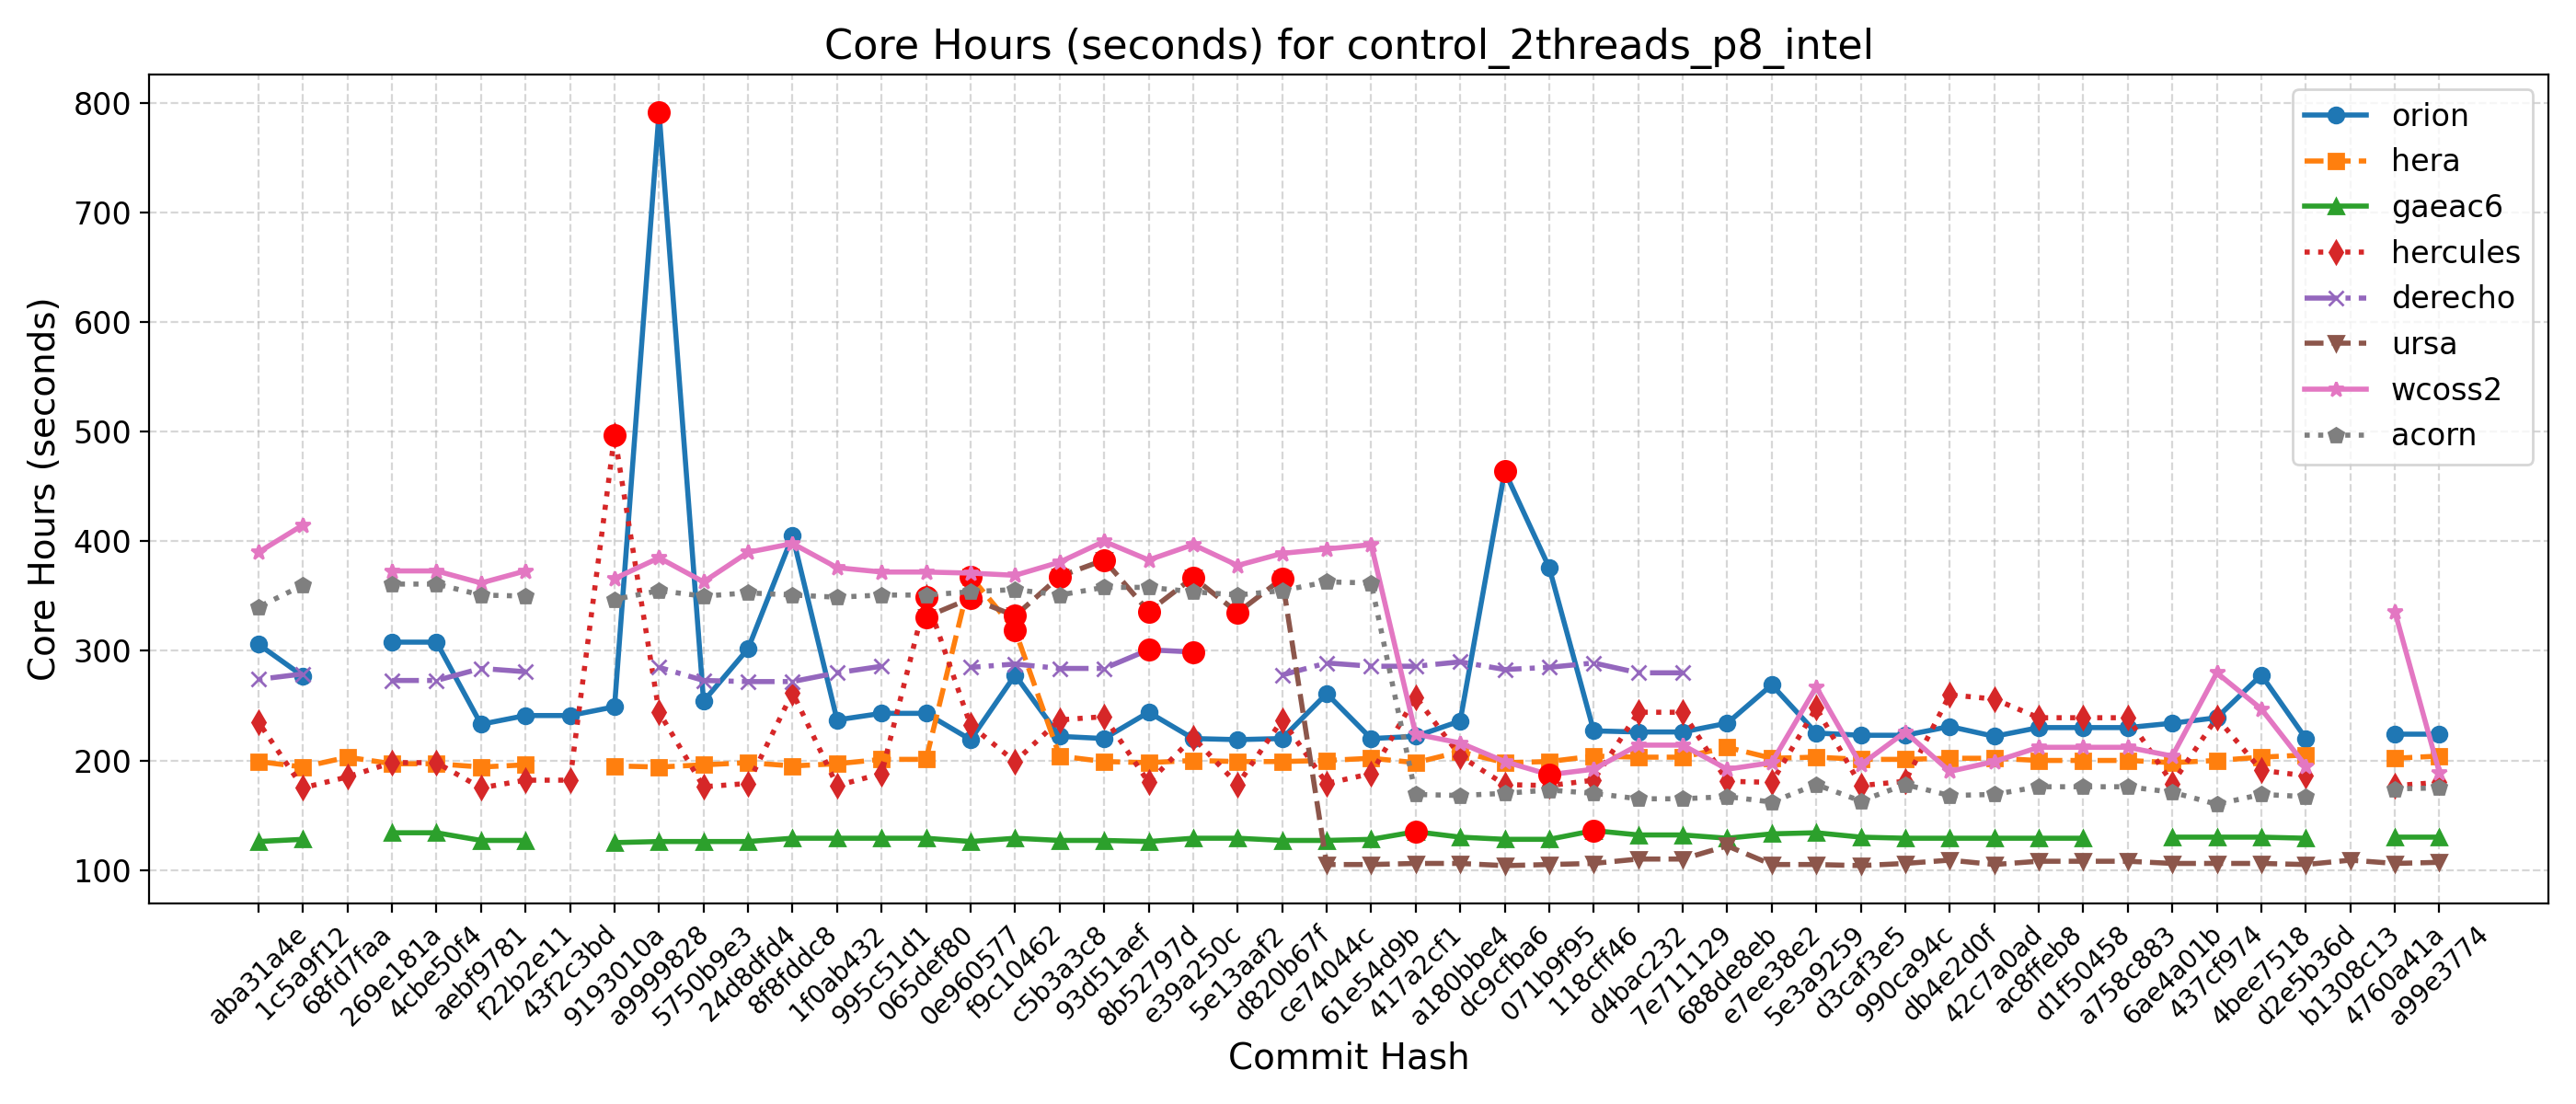 Core Hours (seconds) for control_2threads_p8_intel
Core Hours (seconds)
800
700
600
500
400
300
200
100
orion
hera
gaeac6
hercules
derecho
ursa
wcoss2
acorn
aba31a4e
1c5a9f12
68fd7faa
269e181a
4cbe50f4
aebf9781
f22b2e11
43f2c3bd
9193010a
a9999828
5750b9e3
24d8dfd4
8f8fddc8
1f0ab432
995c51d1
065def80
0e960577
f9c10462
c5b3a3c8
93d51aef
8b52797d
e39a250c
5e13aaf2
d820b67f
ce74044c
61e54d9b
417a2cf1
a180bbe4
dc9cfba6
071b9f95
118cff46
d4bac232
7e711129
688de8eb
e7ee38e2
5e3a9259
d3caf3e5
990ca94c
db4e2d0f
42c7a0ad
ac8ffeb8
d1f50458
a758c883
6ae4a01b
437cf974
4bee7518
d2e5b36d
b1308c13
4760a41a
a99e3774
Commit Hash